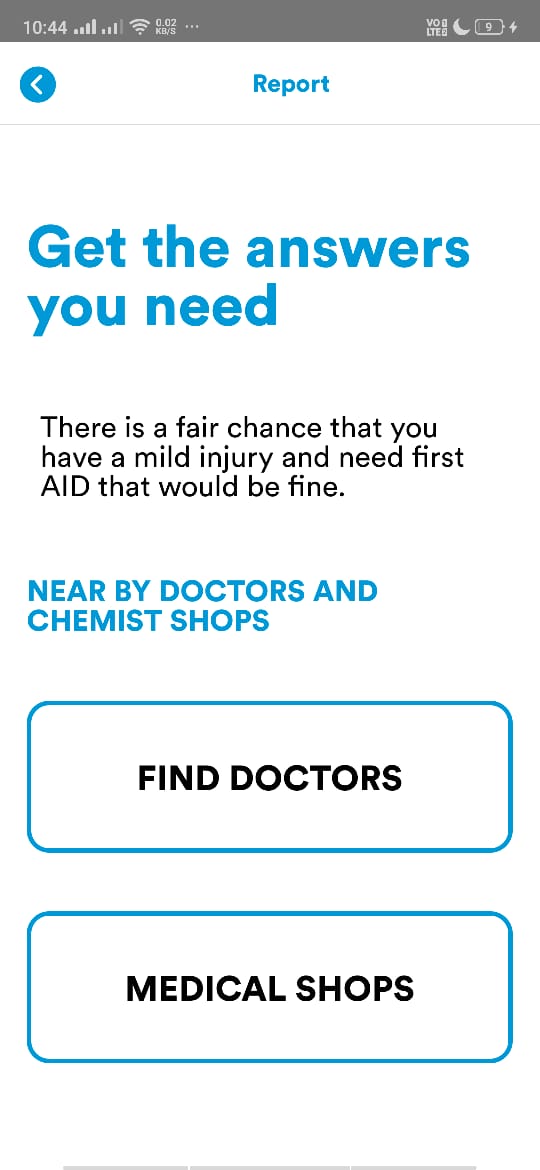 10:44 0.02 KB/S ... VO LTE 9
Report
Get the answers
you need
There is a fair chance that you
have a mild injury and need first
AID that would be fine.
NEAR BY DOCTORS AND
CHEMIST SHOPS
FIND DOCTORS
MEDICAL SHOPS